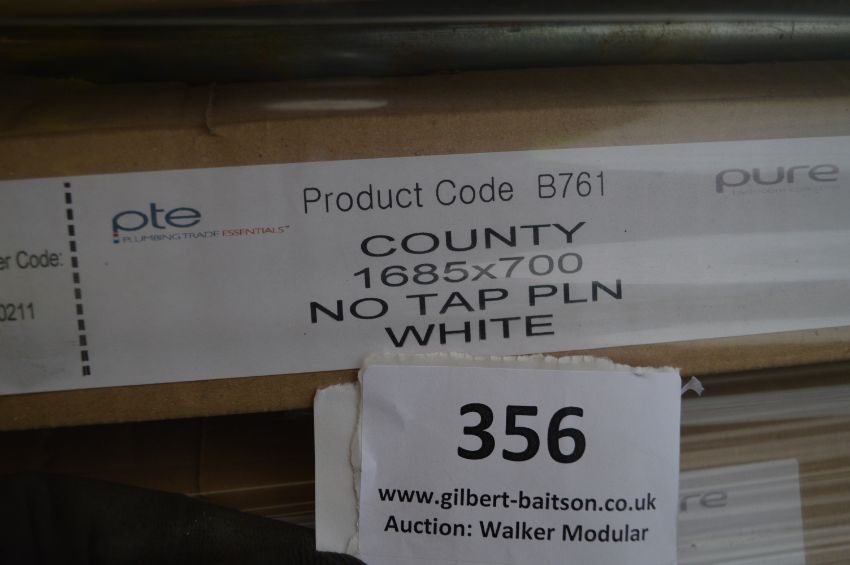 er Code:
0211
pte
PLUMBING TRADE ESSENTIALS
Product Code B761
pure
COUNTY
1685x700
NO TAP PLN
WHITE
356
www.gilbert-baitson.co.uk
Auction: Walker Modular
re